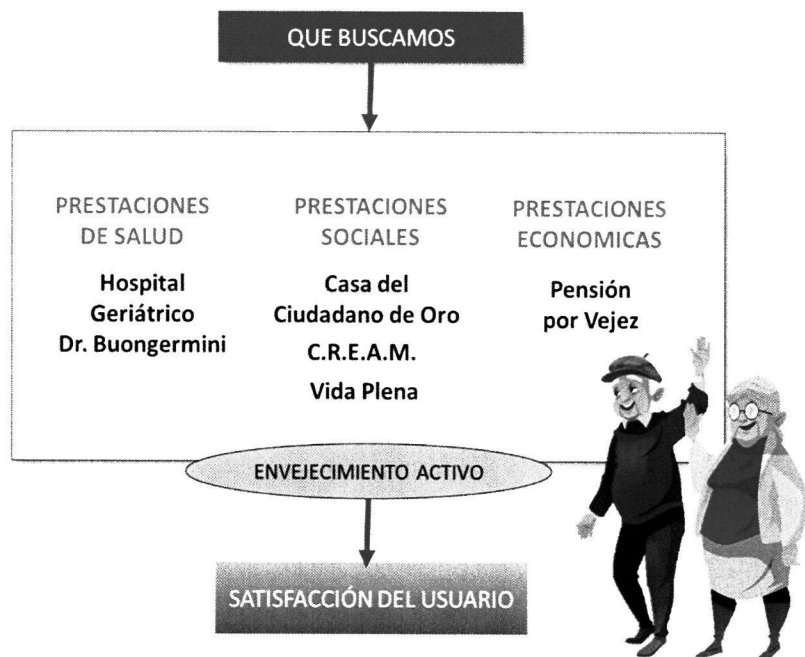 QUE BUSCAMOS
PRESTACIONES
DE SALUD
Hospital
Geriátrico
Dr. Buongermini
PRESTACIONES
SOCIALES
Casa del
Ciudadano de Oro
C.R.E.A.M.
Vida Plena
PRESTACIONES
ECONOMICAS
Pensión
por Vejez
ENVEJECIMIENTO ACTIVO
SATISFACCIÓN DEL USUARIO